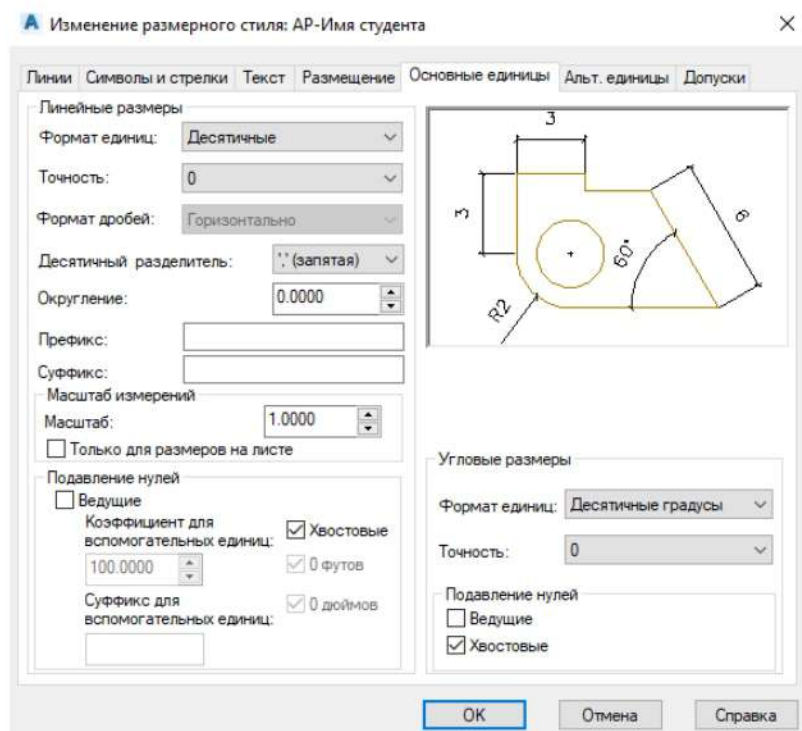 Изменение размерного стиля: АР-Имя студента
Линии Символы и стрелки Текст Размещение Основные единицы Альт. единицы Допуски
Линейные размеры
Формат единиц: Десятичные
Точность: 0
Формат дробей: Горизонтально
Десятичный разделитель: ',' (запятая)
Округление: 0.0000
Префикс:
Суффикс:
Масштаб измерений
Масштаб: 1.0000
Только для размеров на листе
Подавление нулей
Ведущие
Коэффициент для
вспомогательных единиц:
100.0000
Суффикс для
вспомогательных единиц:
Хвостовые
0 футов
0 дюймов
3
3
6
60°
R2
Угловые размеры
Формат единиц: Десятичные градусы
Точность: 0
Подавление нулей
Ведущие
Хвостовые
ОК Отмена Справка